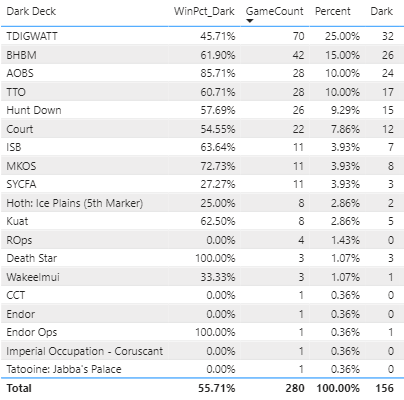 Dark Deck WinPct_Dark GameCount Percent Dark
TDIGWATT 45.71% 70 25.00% 32
BHBM 61.90% 42 15.00% 26
AOBS 85.71% 28 10.00% 24
TTO 60.71% 28 10.00% 17
Hunt Down 57.69% 26 9.29% 15
Court 54.55% 22 7.86% 12
ISB 63.64% 11 3.93% 7
MKOS 72.73% 11 3.93% 8
SYCFA 27.27% 11 3.93% 3
Hoth: Ice Plains (5th Marker) 25.00% 8 2.86% 2
Kuat 62.50% 8 2.86% 5
ROps 0.00% 4 1.43% 0
Death Star 100.00% 3 1.07% 3
Wakeelmui 33.33% 3 1.07% 1
CCT 0.00% 1 0.36% 0
Endor 0.00% 1 0.36% 0
Endor Ops 100.00% 1 0.36% 1
Imperial Occupation - Coruscant 0.00% 1 0.36% 0
Tatooine: Jabba's Palace 0.00% 1 0.36% 0
Total 55.71% 280 100.00% 156